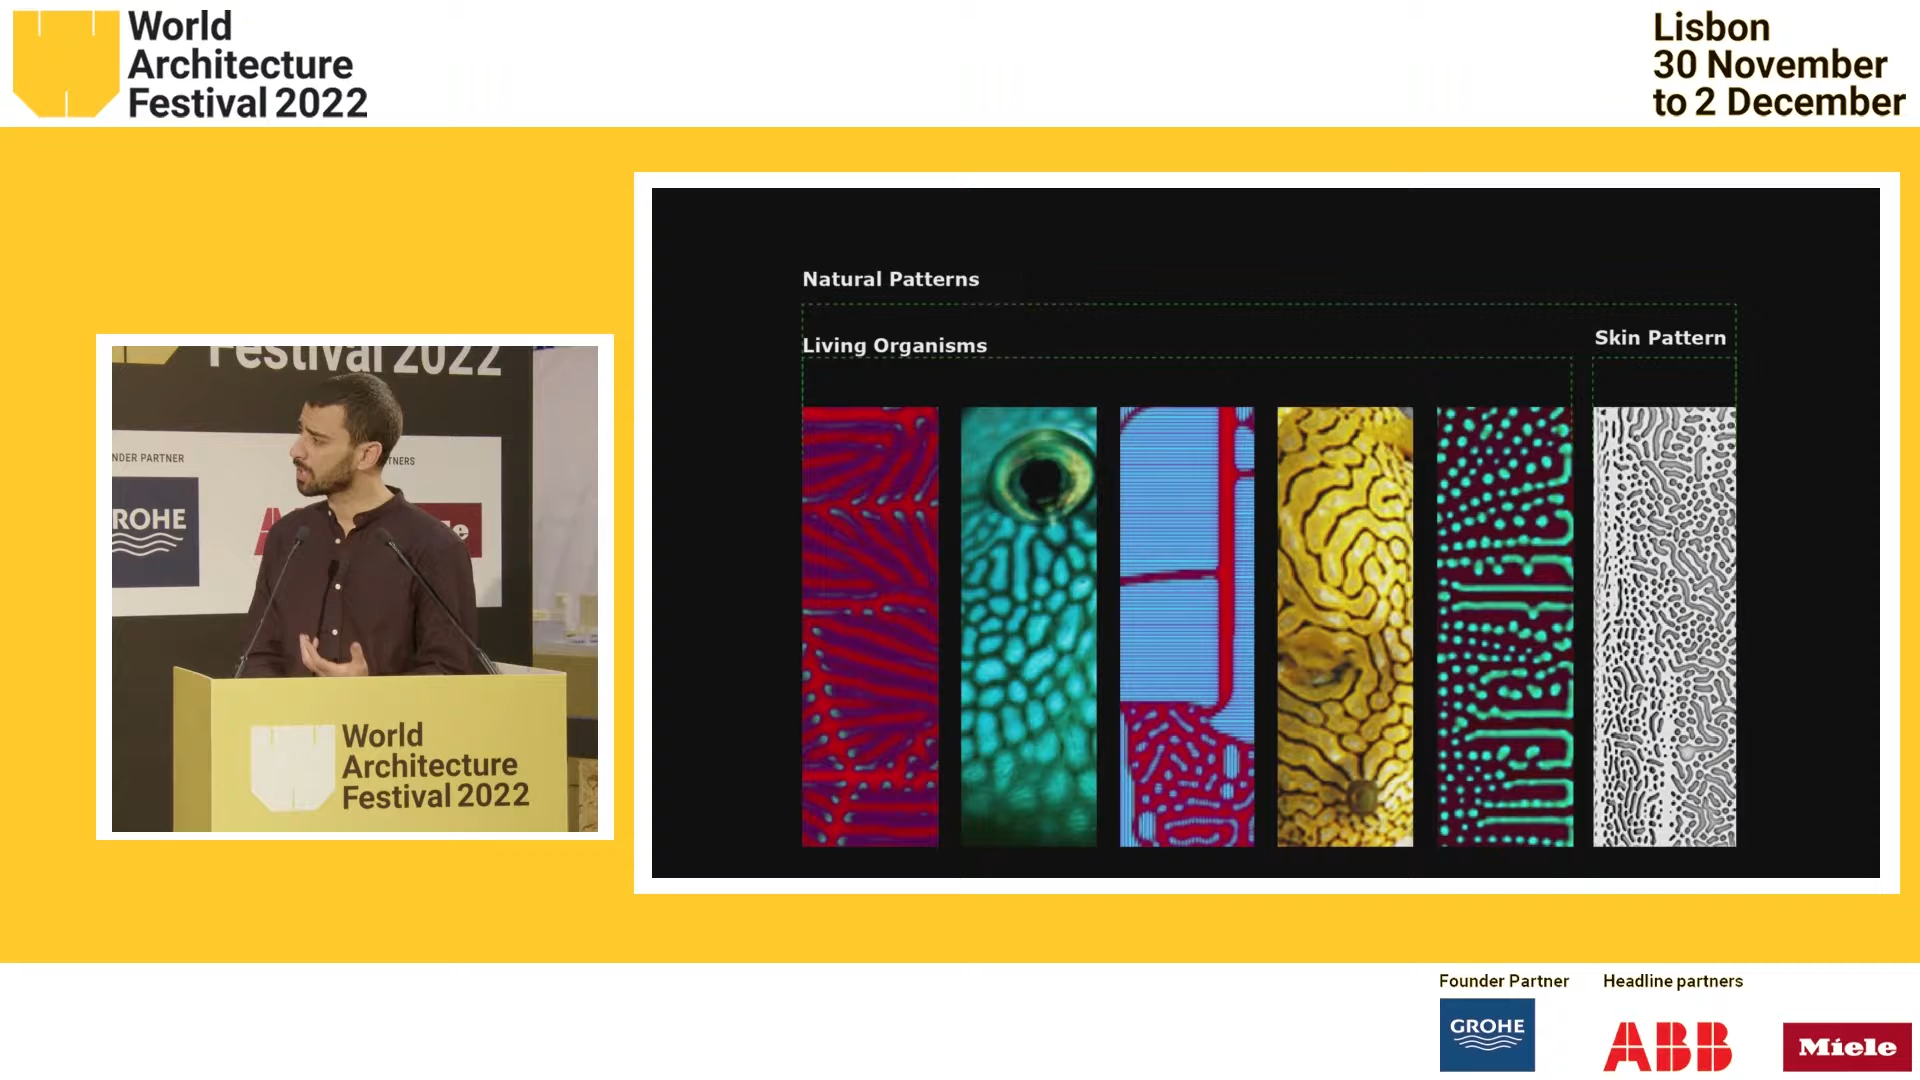 World
Architecture
Festival 2022
Lisbon
30 November
to 2 December
Natural Patterns
Living Organisms
Skin Pattern
Festival 2022
NDER PARTNER
TNERS
ROHE
World
Architecture
Festival 2022
Founder Partner
Headline partners
GROHE
ABB
Miele